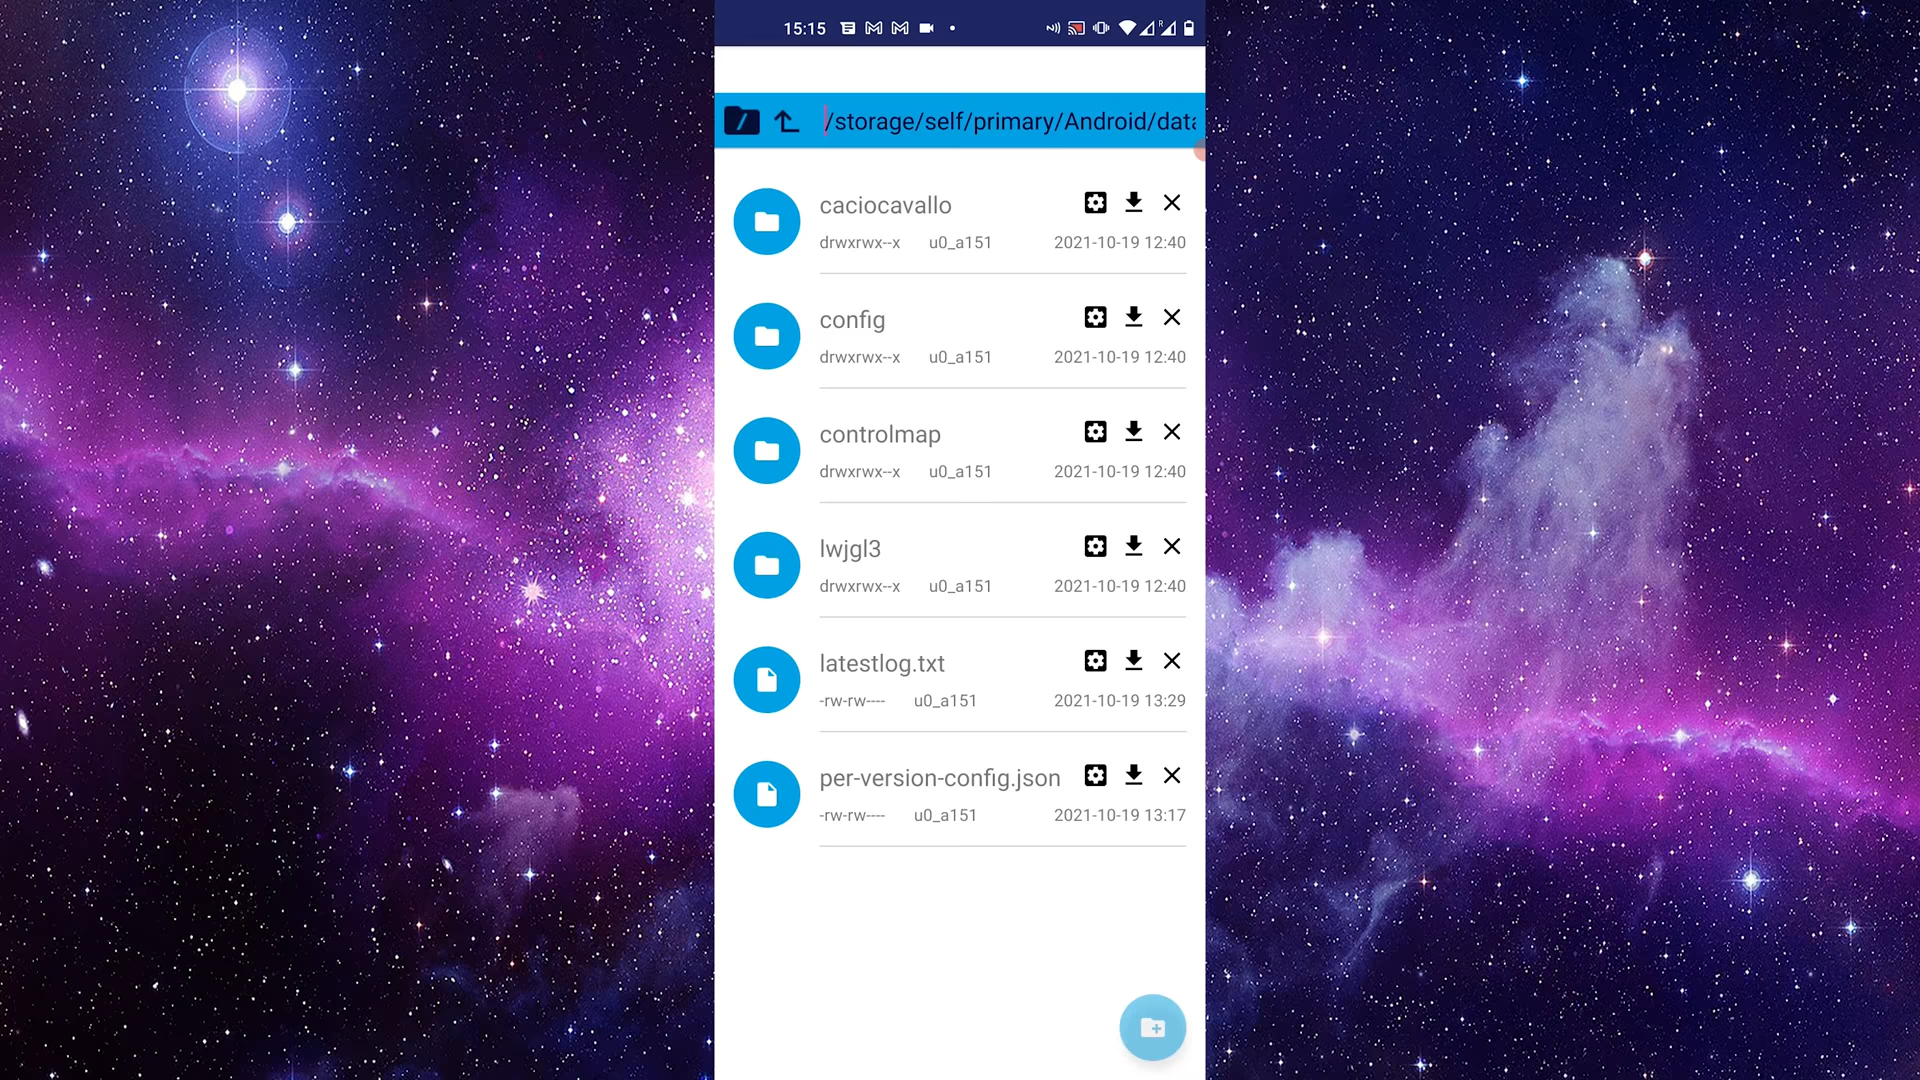 15:15
/storage/self/primary/Android/data
caciocavallo
drwxrwx--x u0_a151 2021-10-19 12:40
config
drwxrwx--x u0_a151 2021-10-19 12:40
controlmap
drwxrwx--x u0_a151 2021-10-19 12:40
lwjgl3
drwxrwx--x u0_a151 2021-10-19 12:40
latestlog.txt
-rw-rw---- u0_a151 2021-10-19 13:29
per-version-config.json
-rw-rw---- u0_a151 2021-10-19 13:17